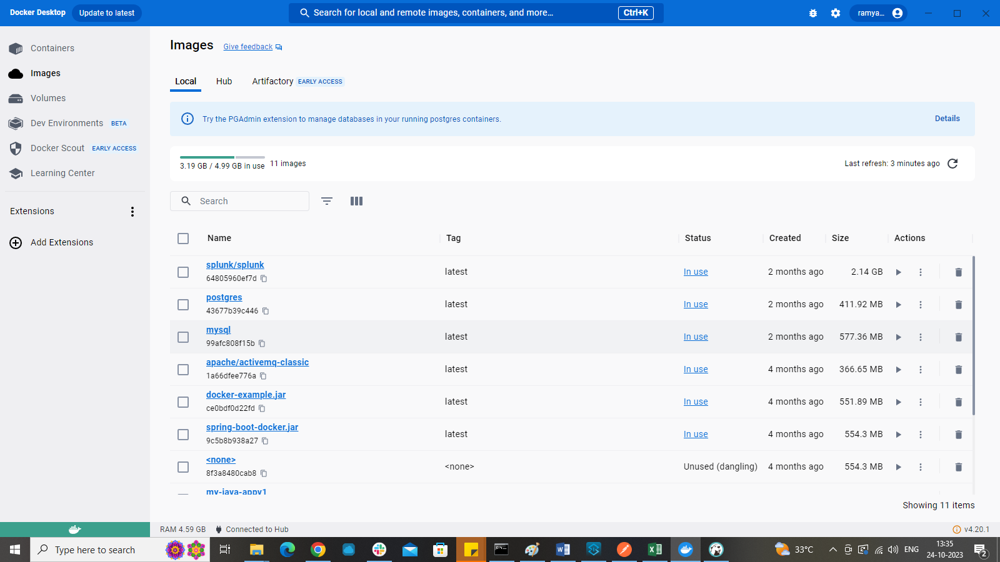 Docker Desktop Update to latest Search for local and remote images, containers, and more... Ctrl+K ramya...
Containers
Images
Volumes
Dev Environments BETA
Docker Scout EARLY ACCESS
Learning Center
Extensions
Add Extensions
Images Give feedback
Local Hub Artifactory EARLY ACCESS
Try the PGAdmin extension to manage databases in your running postgres containers. Details
3.19 GB / 4.99 GB in use 11 images Last refresh: 3 minutes ago
Search
Name Tag Status Created Size Actions
splunk/splunk
64805960ef7d latest In use 2 months ago 2.14 GB
postgres
43677b39c446 latest In use 2 months ago 411.92 MB
mysql
99afc808f15b latest In use 2 months ago 577.36 MB
apache/activemq-classic
1a66dfee776a latest In use 4 months ago 366.65 MB
docker-example.jar
ce0bdf0d22fd latest In use 4 months ago 551.89 MB
spring-boot-docker.jar
9c5b8b938a27 latest In use 4 months ago 554.3 MB
<none>
8f3a8480cab8 <none> Unused (dangling) 4 months ago 554.3 MB
my-java-appv1
Showing 11 items
RAM 4.59 GB Connected to Hub v4.20.1
Type here to search 33°C ENG 13:35
24-10-2023 2